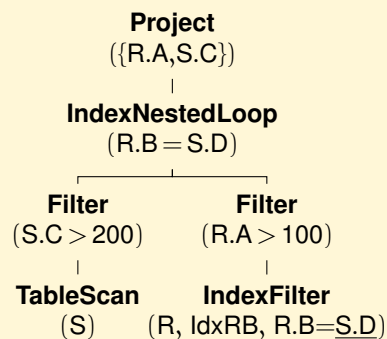 Project
({R.A,S.C})
IndexNestedLoop
(R.B = S.D)
Filter Filter
(S.C > 200) (R.A > 100)
TableScan IndexFilter
(S) (R, IdxRB, R.B=S.D)